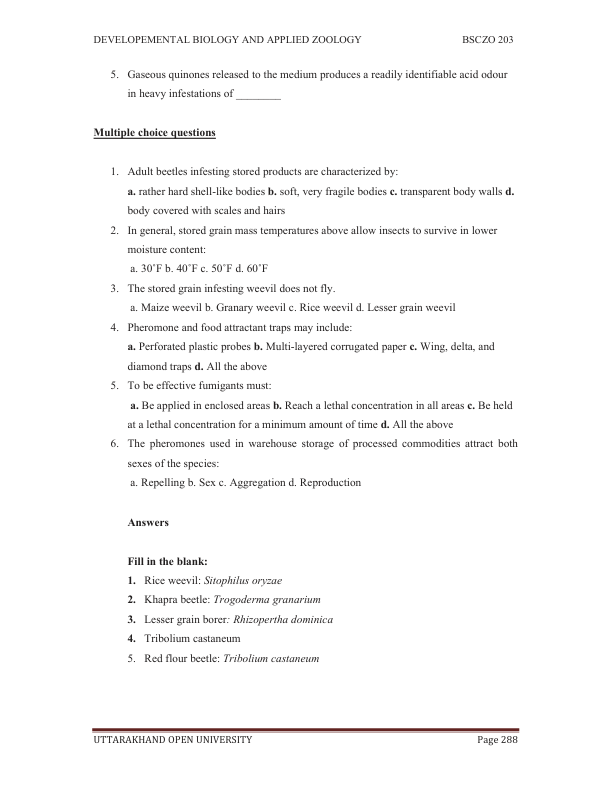 DEVELOPEMENTAL BIOLOGY AND APPLIED ZOOLOGY BSCZO 203
5. Gaseous quinones released to the medium produces a readily identifiable acid odour
in heavy infestations of ________
Multiple choice questions
1. Adult beetles infesting stored products are characterized by:
a. rather hard shell-like bodies b. soft, very fragile bodies c. transparent body walls d.
body covered with scales and hairs
2. In general, stored grain mass temperatures above allow insects to survive in lower
moisture content:
a. 30˚F b. 40˚F c. 50˚F d. 60˚F
3. The stored grain infesting weevil does not fly.
a. Maize weevil b. Granary weevil c. Rice weevil d. Lesser grain weevil
4. Pheromone and food attractant traps may include:
a. Perforated plastic probes b. Multi-layered corrugated paper c. Wing, delta, and
diamond traps d. All the above
5. To be effective fumigants must:
a. Be applied in enclosed areas b. Reach a lethal concentration in all areas c. Be held
at a lethal concentration for a minimum amount of time d. All the above
6. The pheromones used in warehouse storage of processed commodities attract both
sexes of the species:
a. Repelling b. Sex c. Aggregation d. Reproduction
Answers
Fill in the blank:
1. Rice weevil: Sitophilus oryzae
2. Khapra beetle: Trogoderma granarium
3. Lesser grain borer: Rhizopertha dominica
4. Tribolium castaneum
5. Red flour beetle: Tribolium castaneum
UTTARAKHAND OPEN UNIVERSITY Page 288